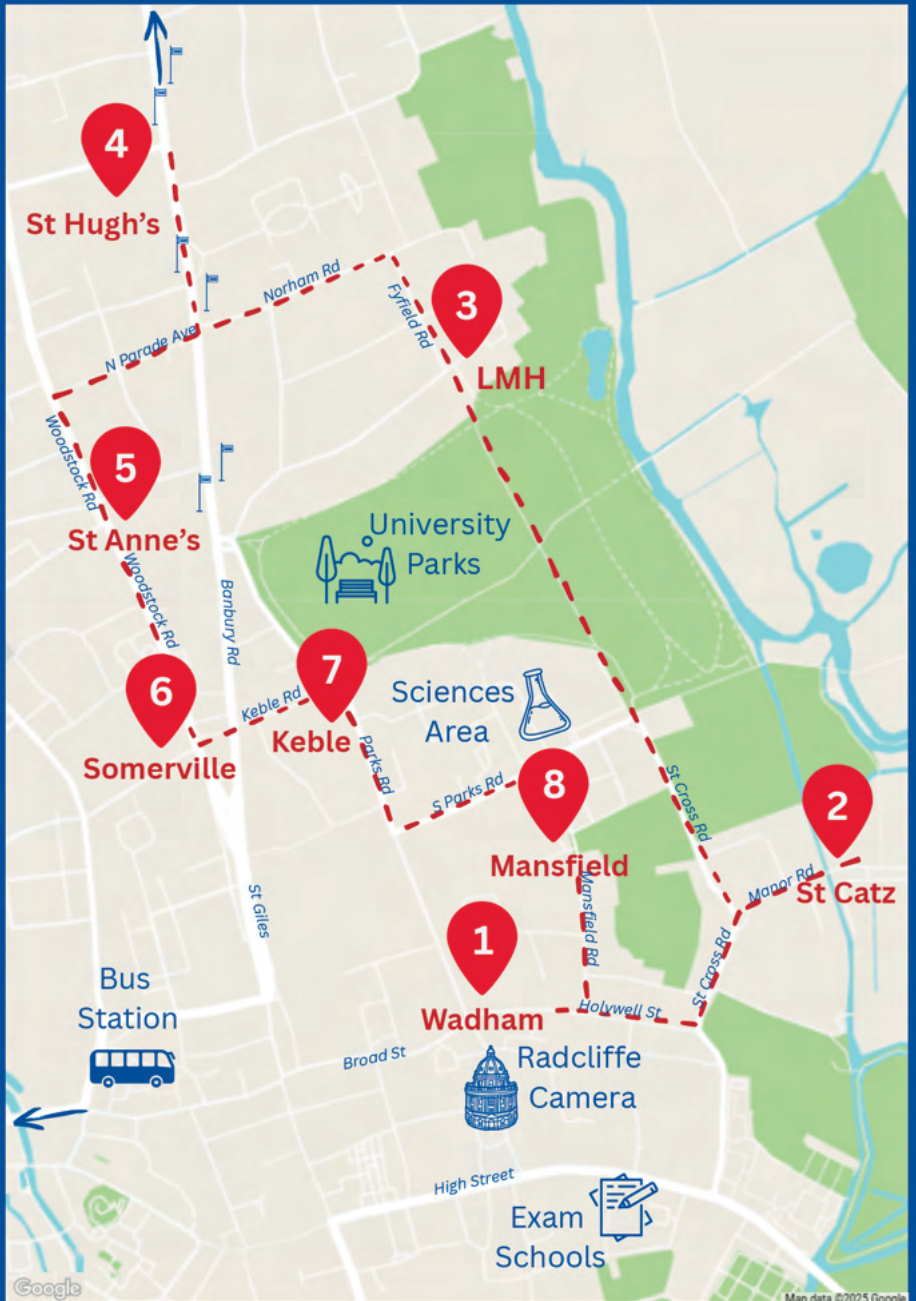 4
St Hugh's
Norham Rd
Fyfield Rd
3
LMH
N Parade Ave
Woodstock Rd
5
St Anne's
Woodstock Rd
University
Parks
Banbury Rd
6
Somerville
Keble Rd
7
Keble
Sciences
Area
Parks Rd
S Parks Rd
8
Mansfield
Mansfield Rd
St Cross Rd
2
Manor Rd
St Catz
St Cross Rd
St Giles
1
Wadham
Holywell St
Bus
Station
Broad St
Radcliffe
Camera
High Street
Exam
Schools
Google
Map data ©2025 Google